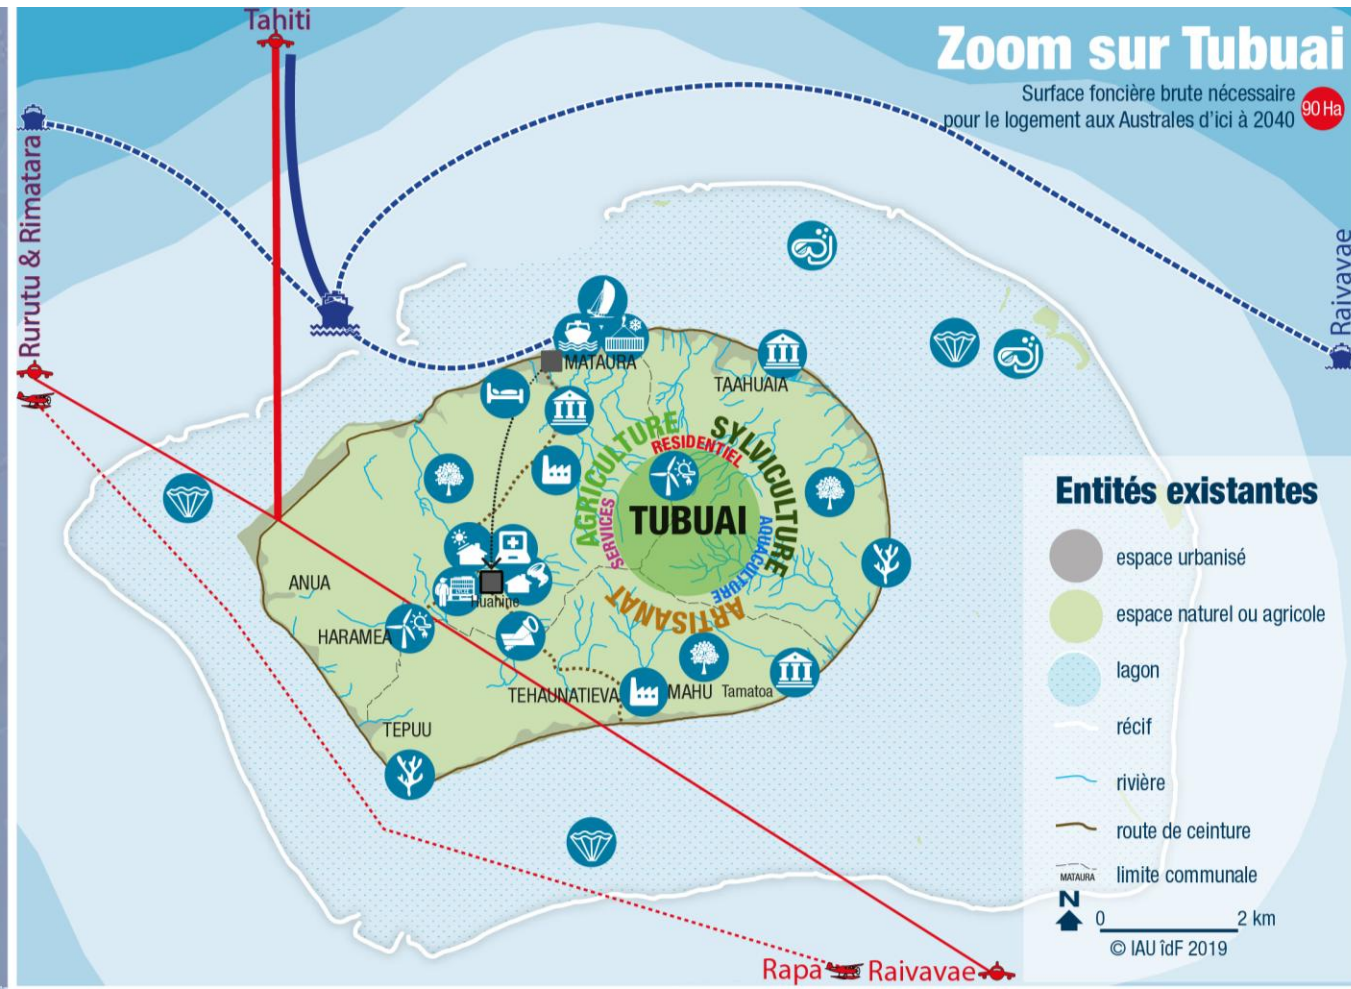 Tahiti
Zoom sur Tubuai
Surface foncière brute nécessaire
pour le logement aux Australes d'ici à 2040
90 Ha
Rurutu & Rimatara
Raivavae
MATAURA
TAAHUAIA
AGRICULTURE
RESIDENTIEL
SYLVICULTURE
SERVICES
TUBUAI
AQUACULTURE
ARTISANAT
ANUA
Huahine
HARAMEA
TEHAUNATIEVA
MAHU
Tamatoa
TEPUU
Entités existantes
espace urbanisé
espace naturel ou agricole
lagon
récif
rivière
route de ceinture
MATAURA
limite communale
N
0
2 km
© IAU îdF 2019
Rapa
Raivavae